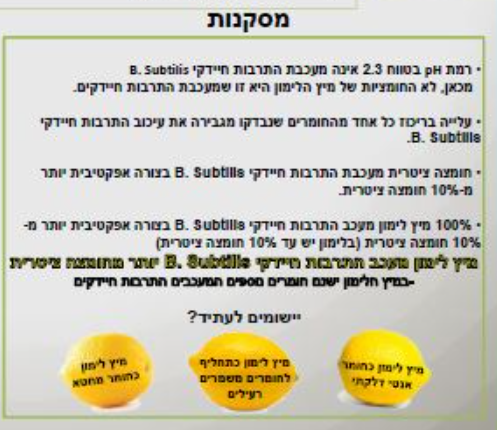 מסקנות
• רמת pH בטווח 2.3 אינה מעכבת התרבות חיידקי B. Subtilis
מכאן, לא החומציות של מיץ הלימון היא זו שמעכבת התרבות חיידקים.
• עלייה בריכוז כל אחד מהחומרים שנבדקו מגבירה את עיכוב התרבות חיידקי
B. Subtilis.
• חומצה ציטרית מעכבת התרבות חיידקי B. Subtilis בצורה אפקטיבית יותר
מ-10% חומצה ציטרית.
• 100% מיץ לימון מעכב התרבות חיידקי B. Subtilis בצורה אפקטיבית יותר מ-
10% חומצה ציטרית (בלימון יש עד 10% חומצה ציטרית)
מיץ לימון מעכב התרבות חיידקי B. Subtilis יותר מחומצה ציטרית
-במיץ הלימון ישנם חומרים נוספים המעכבים התרבות חיידקים
יישומים לעתיד?
מיץ לימון כחומר
אנטי דלקתי
מיץ לימון כתחליף
לחומרים משמרים
רעילים
מיץ לימון
כחומר מחטא